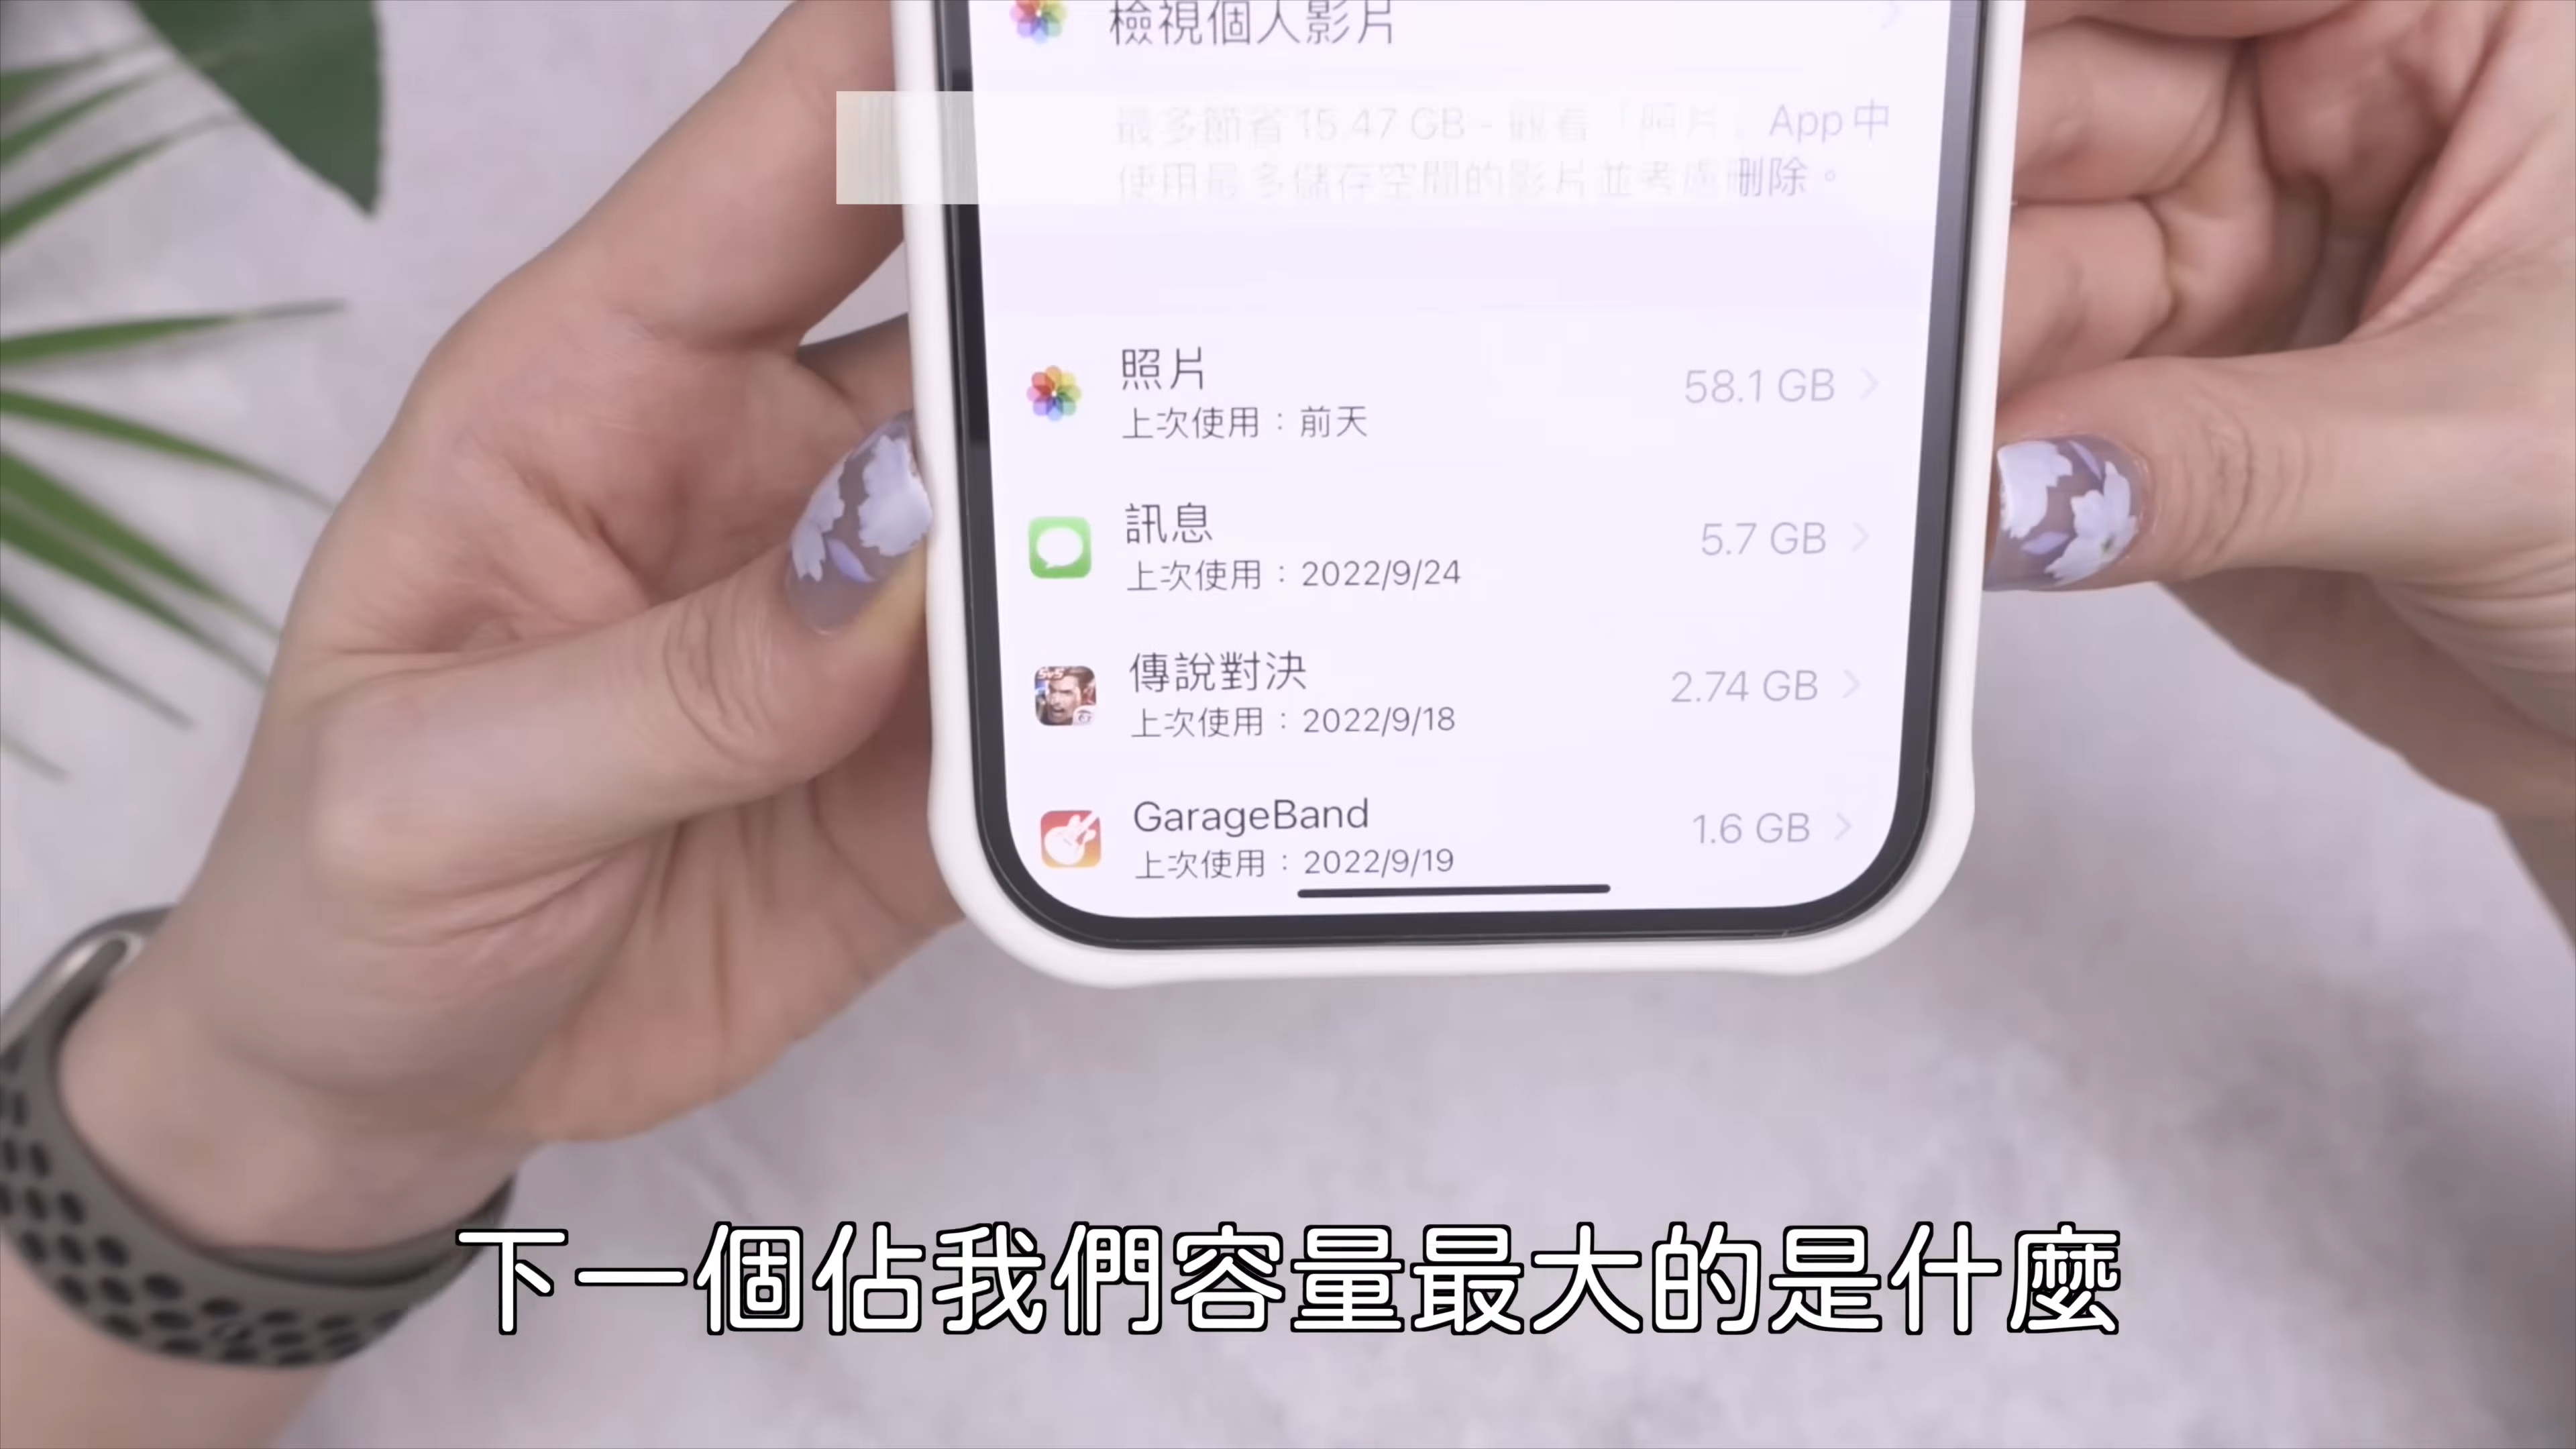 檢視個人影片
最多節省 15.47 GB - 觀看「照片」App 中
使用最多儲存空間的影片並考慮刪除。
照片
58.1 GB
上次使用：前天
訊息
5.7 GB
上次使用：2022/9/24
傳說對決
2.74 GB
上次使用：2022/9/18
GarageBand
1.6 GB
上次使用：2022/9/19
下一個佔我們容量最大的是什麼